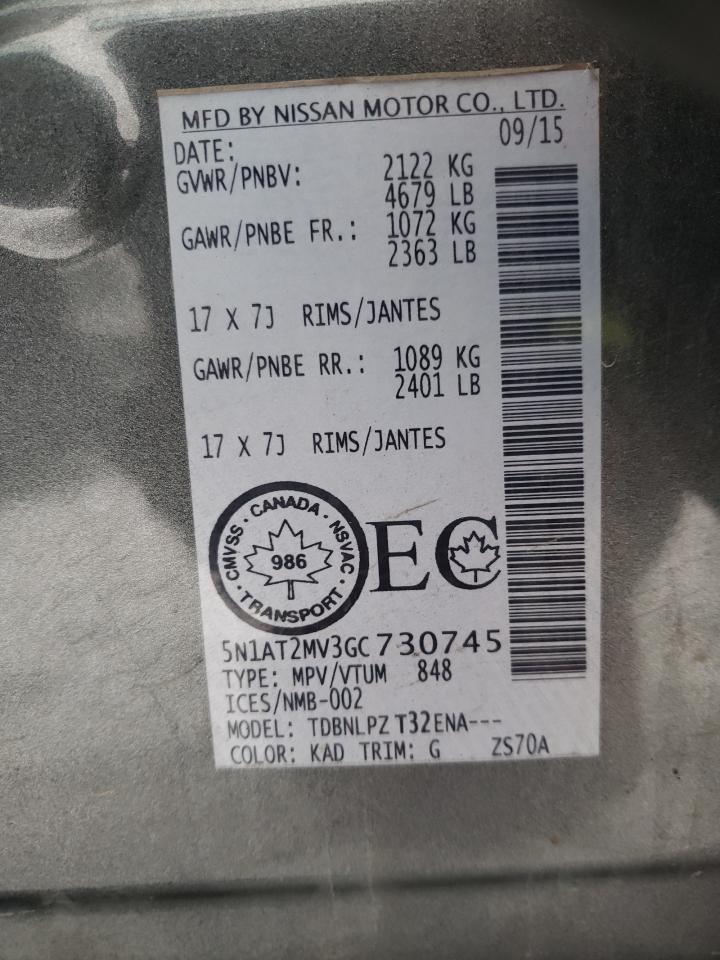 MFD BY NISSAN MOTOR CO., LTD.
DATE: 09/15
GVWR/PNBV: 2122 KG
4679 LB
GAWR/PNBE FR.: 1072 KG
2363 LB
17 X 7J RIMS/JANTES
GAWR/PNBE RR.: 1089 KG
2401 LB
17 X 7J RIMS/JANTES
CMVSS · CANADA · NSVAC · TRANSPORT ·
986
EC
5N1AT2MV3GC730745
TYPE: MPV/VTUM 848
ICES/NMB-002
MODEL: TDBNLPZ T32ENA---
COLOR: KAD TRIM: G ZS70A